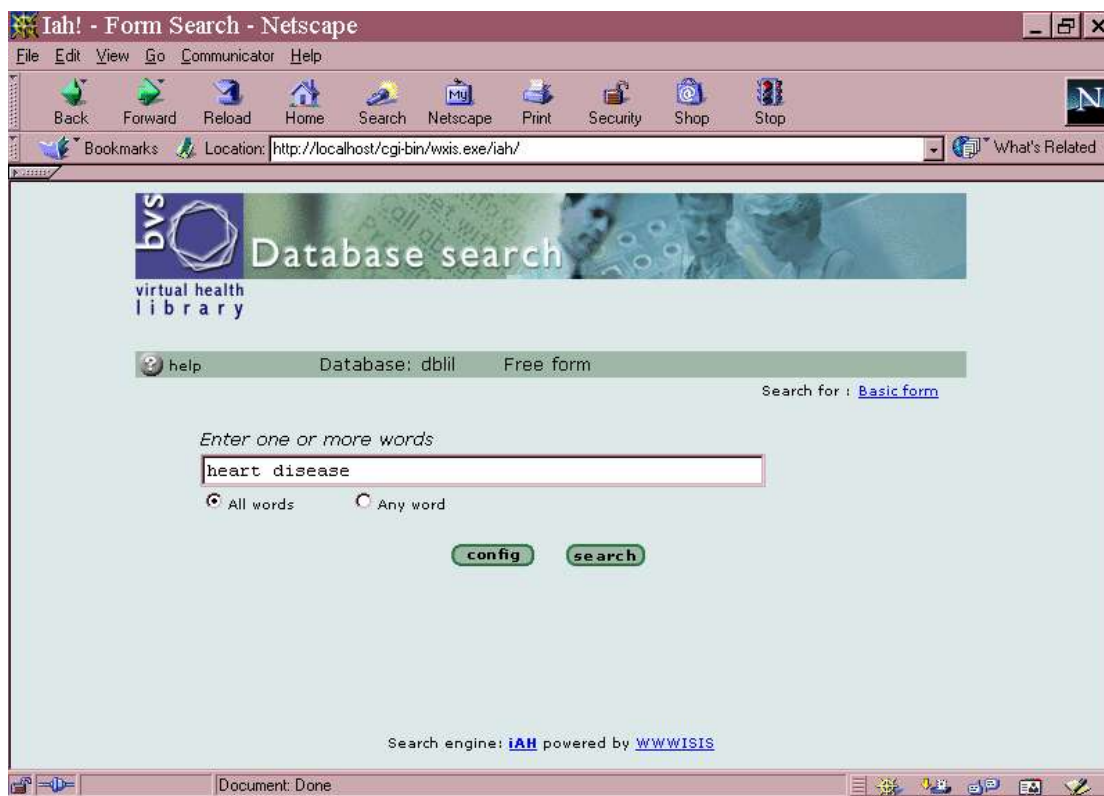 Iah! - Form Search - Netscape
File Edit View Go Communicator Help
Back Forward Reload Home Search Netscape Print Security Shop Stop
My
N
Bookmarks Location: http://localhost/cgi-bin/wxis.exe/iah/ What's Related
bvs
Database search
virtual health
library
help Database: dblil Free form
Search for : Basic form
Enter one or more words
heart disease
All words Any word
config search
Search engine: iAH powered by WWWISIS
Document: Done